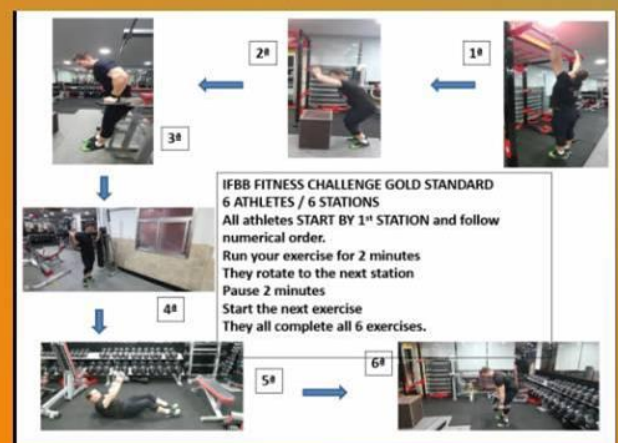 2ª
1ª
3ª
IFBB FITNESS CHALLENGE GOLD STANDARD
6 ATHLETES / 6 STATIONS
All athletes START BY 1st STATION and follow
numerical order.
Run your exercise for 2 minutes
They rotate to the next station
Pause 2 minutes
Start the next exercise
They all complete all 6 exercises.
4ª
5ª
6ª